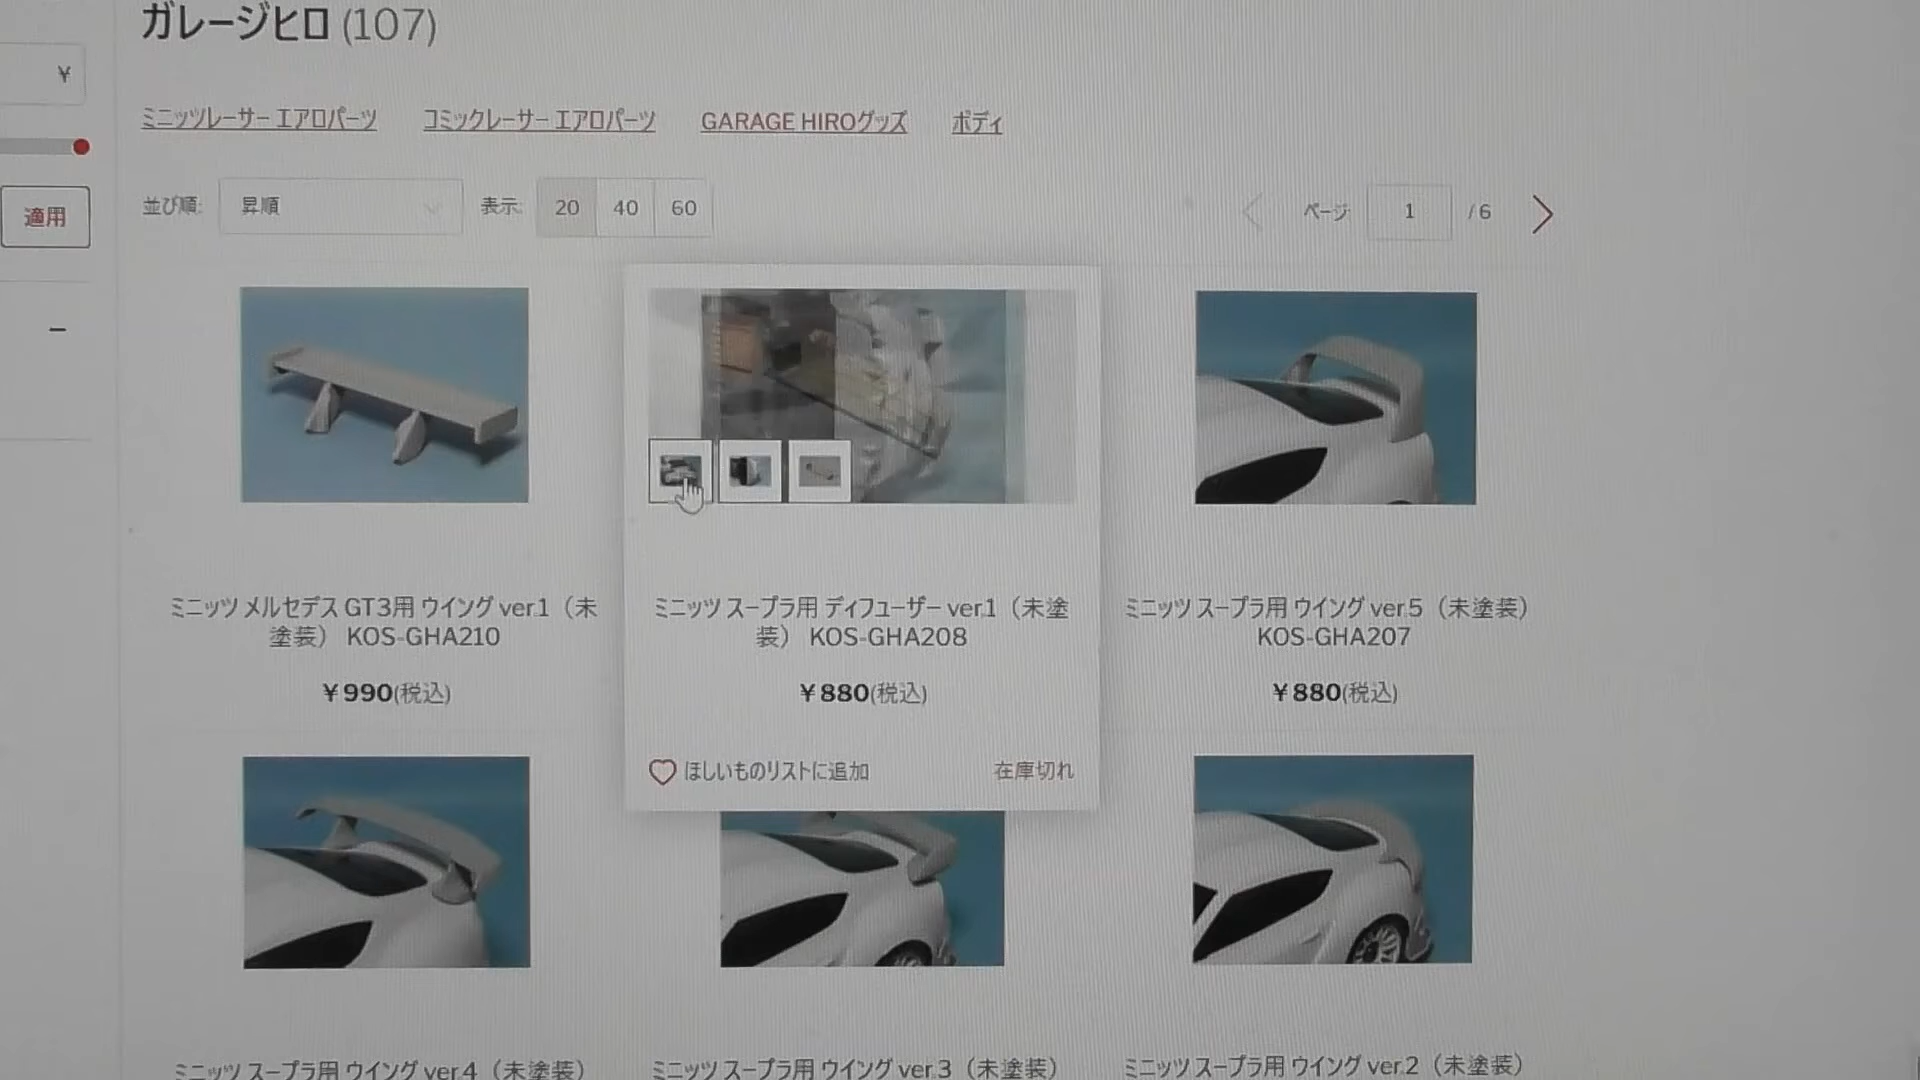 ガレージヒロ (107)
¥
ミニッツレーサー エアロパーツ コミックレーサー エアロパーツ GARAGE HIROグッズ ボディ
適用
並び順: 昇順 表示: 20 40 60 ページ 1 / 6
ミニッツ メルセデス GT3用 ウイング ver.1（未
塗装） KOS-GHA210
￥990(税込)
ミニッツ スープラ用 ディフューザー ver.1（未塗
装） KOS-GHA208
￥880(税込)
ほしいものリストに追加 在庫切れ
ミニッツ スープラ用 ウイング ver.5（未塗装）
KOS-GHA207
￥880(税込)
ミニッツ スープラ用 ウイング ver.4（未塗装）
ミニッツ スープラ用 ウイング ver.3（未塗装）
ミニッツ スープラ用 ウイング ver.2（未塗装）